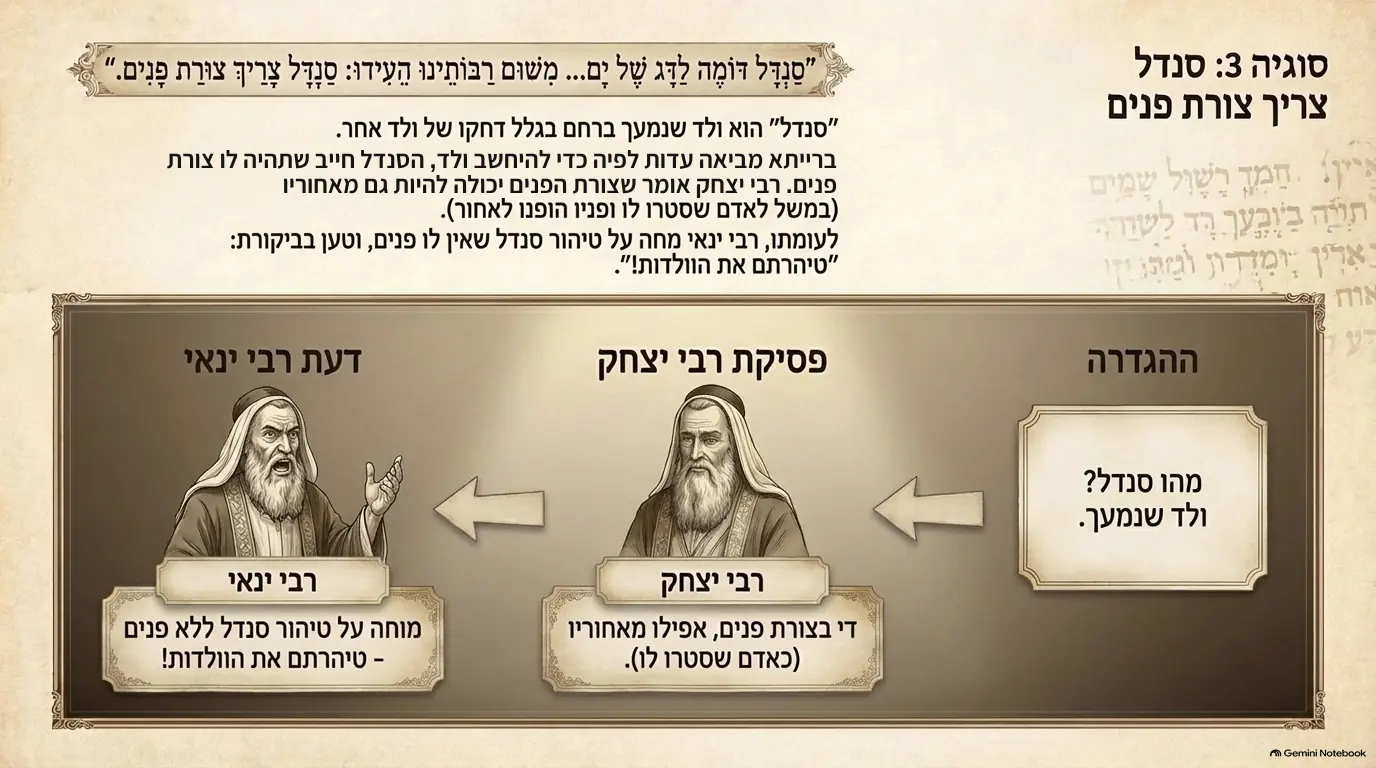 סוגיה 3: סנדל
צריך צורת פנים
"סַנְדָּל דּוֹמֶה לַדָּג שֶׁל יָם... מִשּׁוּם רַבּוֹתֵינוּ הֵעִידוּ: סַנְדָּל צָרִיךְ צוּרַת פָּנִים."
"סנדל" הוא ולד שנמעך ברחם בגלל דחקו של ולד אחר.
ברייתא מביאה עדות לפיה כדי להיחשב ולד, הסנדל חייב שתהיה לו צורת
פנים. רבי יצחק אומר שצורת הפנים יכולה להיות גם מאחוריו
(במשל לאדם שסטרו לו ופניו הופנו לאחור).
לעומתו, רבי ינאי מחה על טיהור סנדל שאין לו פנים, וטען בביקורת:
"טיהרתם את הוולדות!".
ההגדרה
מהו סנדל?
ולד שנמעך.
פסיקת רבי יצחק
רבי יצחק
די בצורת פנים, אפילו מאחוריו
(כאדם שסטרו לו).
דעת רבי ינאי
רבי ינאי
מוחה על טיהור סנדל ללא פנים
- טיהרתם את הוולדות!
Gemini Notebook